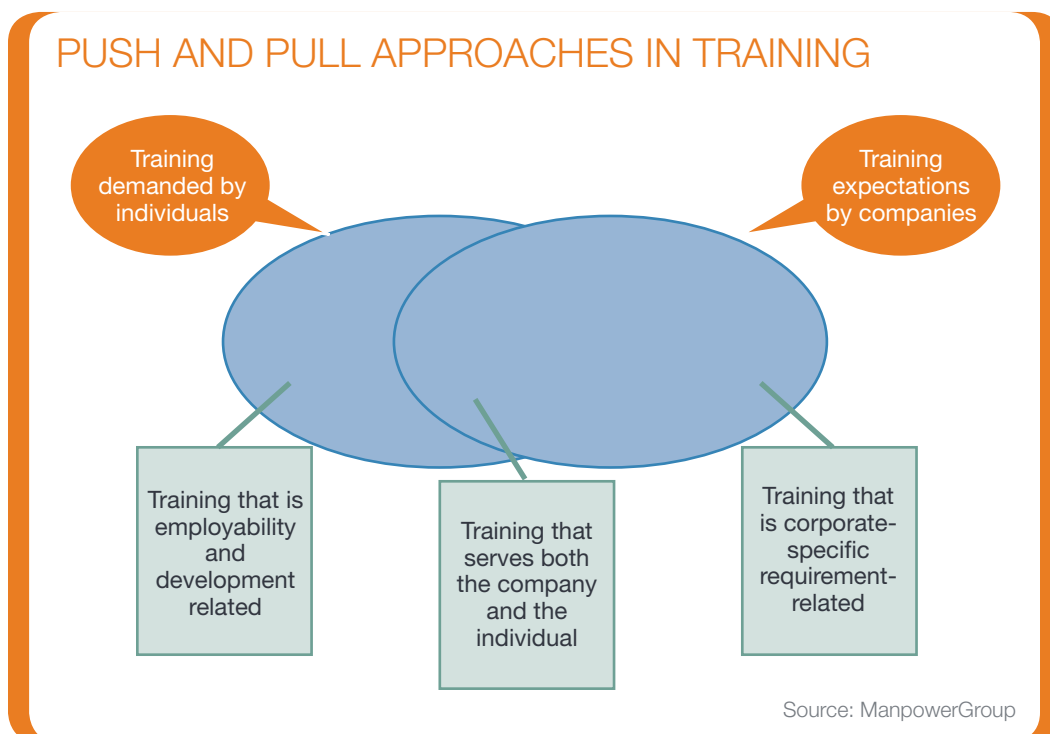 PUSH AND PULL APPROACHES IN TRAINING
Training
demanded by
individuals
Training
expectations
by companies
Training that is
employability
and
development
related
Training that
serves both
the company
and the
individual
Training that
is corporate-
specific
requirement-
related
Source: ManpowerGroup